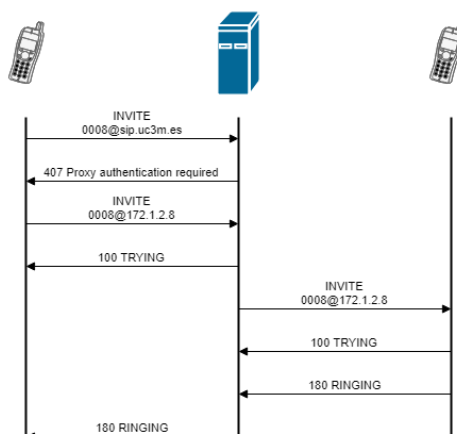 INVITE
0008@sip.uc3m.es
407 Proxy authentication required
INVITE
0008@172.1.2.8
100 TRYING
INVITE
0008@172.1.2.8
100 TRYING
180 RINGING
180 RINGING